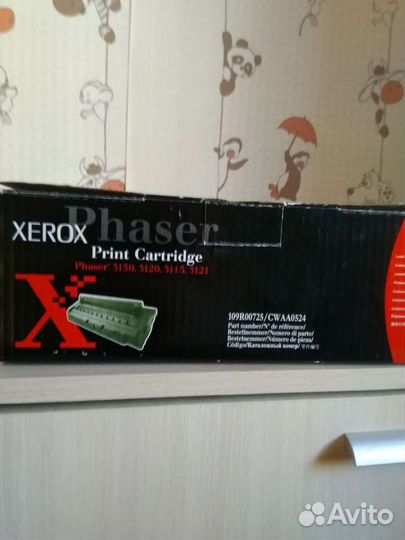 Phaser
XEROX
Print Cartridge
Phaser® 3130, 3120, 3115, 3121
X
109R00725/CWAA0524
Part number/N° de référence/
Bestellnummer/Numero di parte/
Bestelnummer/Número de pieza/
Código/Каталожный номер/
Avito